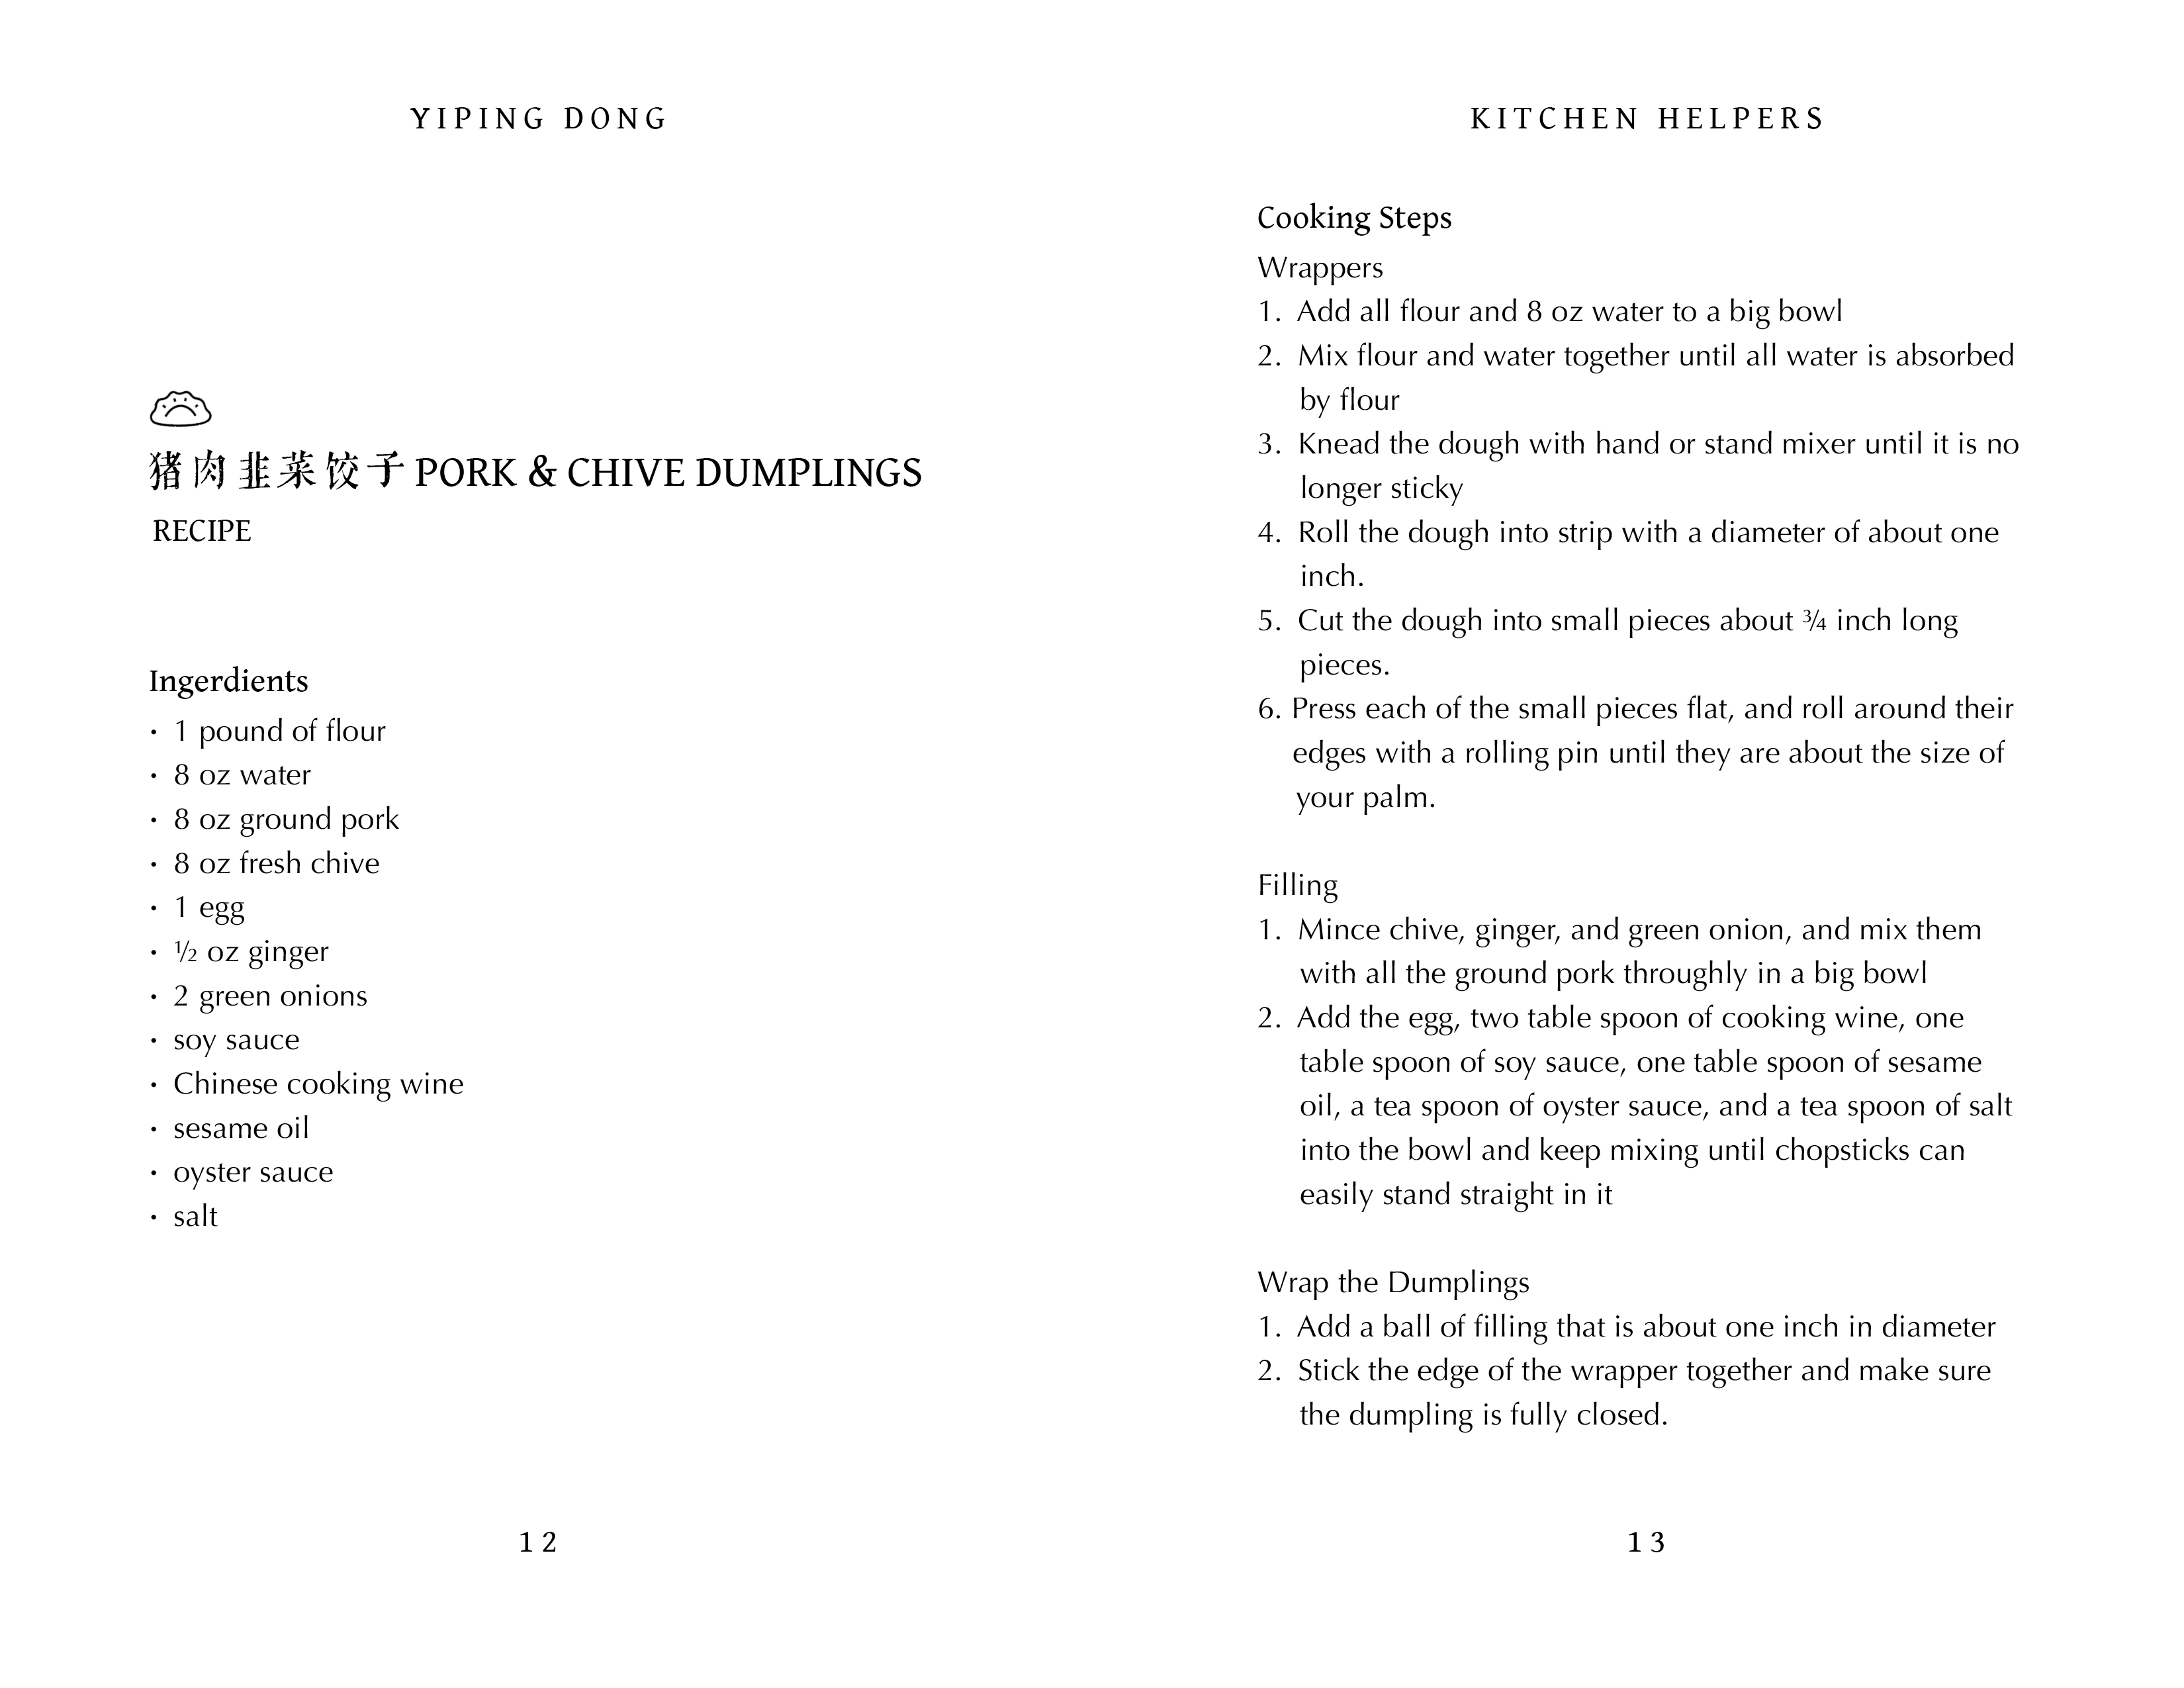 YIPING DONG
猪肉韭菜饺子 PORK & CHIVE DUMPLINGS
RECIPE
Ingerdients
· 1 pound of flour
· 8 oz water
· 8 oz ground pork
· 8 oz fresh chive
· 1 egg
· ½ oz ginger
· 2 green onions
· soy sauce
· Chinese cooking wine
· sesame oil
· oyster sauce
· salt
12
KITCHEN HELPERS
Cooking Steps
Wrappers
1. Add all flour and 8 oz water to a big bowl
2. Mix flour and water together until all water is absorbed
by flour
3. Knead the dough with hand or stand mixer until it is no
longer sticky
4. Roll the dough into strip with a diameter of about one
inch.
5. Cut the dough into small pieces about ¾ inch long
pieces.
6. Press each of the small pieces flat, and roll around their
edges with a rolling pin until they are about the size of
your palm.
Filling
1. Mince chive, ginger, and green onion, and mix them
with all the ground pork throughly in a big bowl
2. Add the egg, two table spoon of cooking wine, one
table spoon of soy sauce, one table spoon of sesame
oil, a tea spoon of oyster sauce, and a tea spoon of salt
into the bowl and keep mixing until chopsticks can
easily stand straight in it
Wrap the Dumplings
1. Add a ball of filling that is about one inch in diameter
2. Stick the edge of the wrapper together and make sure
the dumpling is fully closed.
13